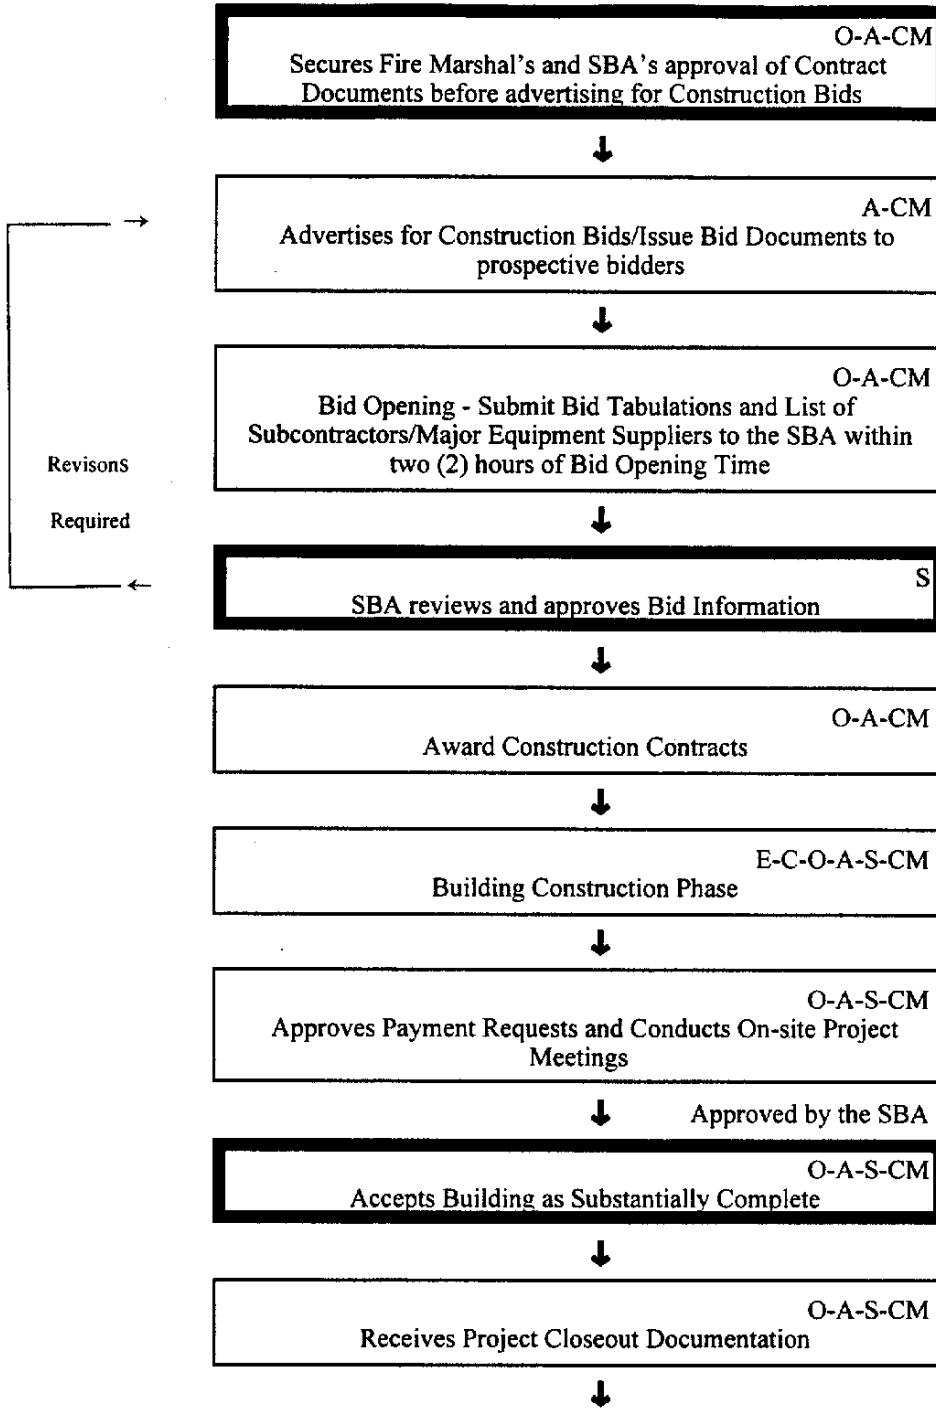 O-A-CM
Secures Fire Marshal's and SBA's approval of Contract
Documents before advertising for Construction Bids
A-CM
Advertises for Construction Bids/Issue Bid Documents to
prospective bidders
O-A-CM
Bid Opening - Submit Bid Tabulations and List of
Subcontractors/Major Equipment Suppliers to the SBA within
two (2) hours of Bid Opening Time
Revisons
Required
S
SBA reviews and approves Bid Information
O-A-CM
Award Construction Contracts
E-C-O-A-S-CM
Building Construction Phase
O-A-S-CM
Approves Payment Requests and Conducts On-site Project
Meetings
Approved by the SBA
O-A-S-CM
Accepts Building as Substantially Complete
O-A-S-CM
Receives Project Closeout Documentation